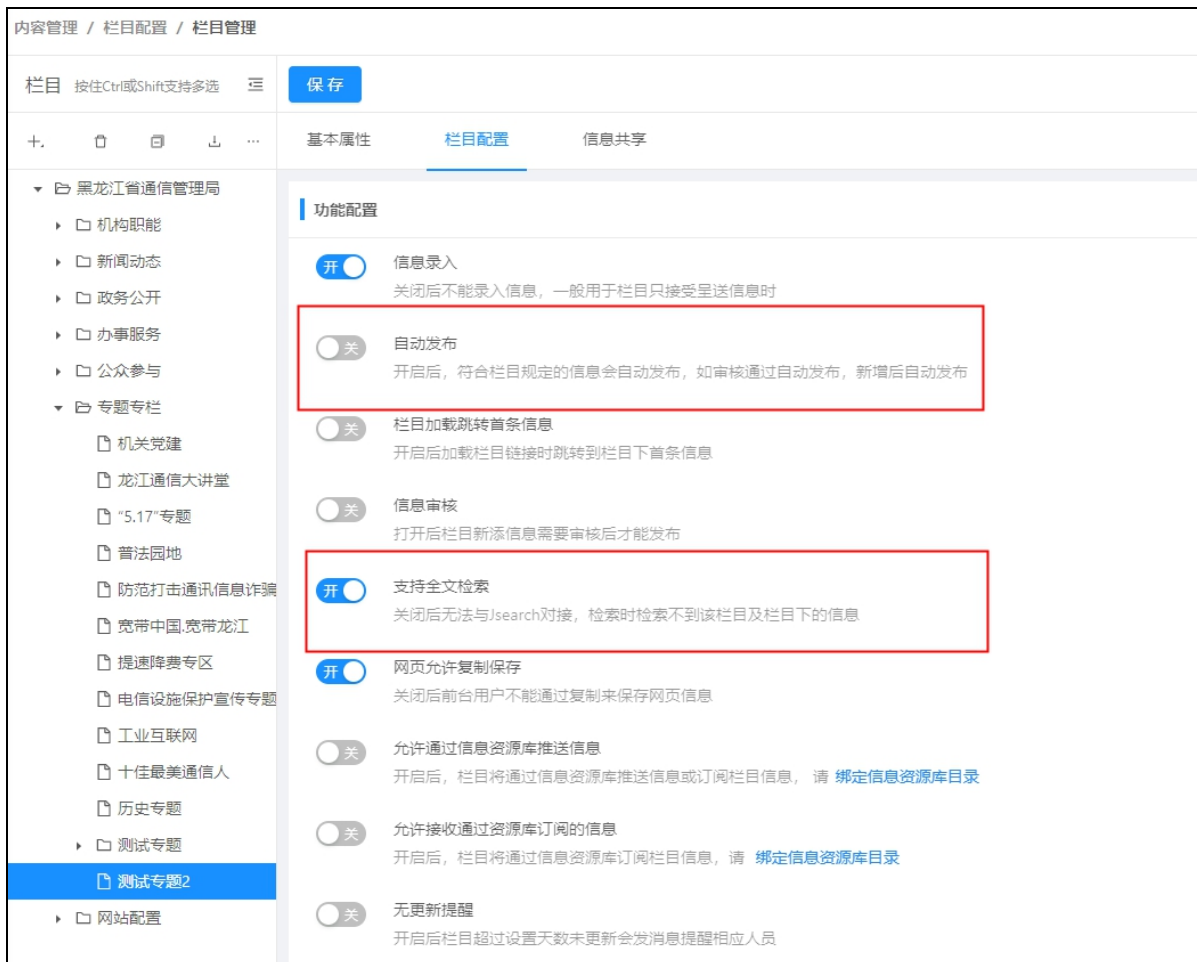 内容管理 / 栏目配置 / 栏目管理
栏目 按住Ctrl或Shift支持多选
保存
基本属性 栏目配置 信息共享
黑龙江省通信管理局
机构职能
新闻动态
政务公开
办事服务
公众参与
专题专栏
机关党建
龙江通信大讲堂
“5.17”专题
普法园地
防范打击通讯信息诈骗
宽带中国.宽带龙江
提速降费专区
电信设施保护宣传专题
工业互联网
十佳最美通信人
历史专题
测试专题
测试专题2
网站配置
功能配置
开 信息录入
关闭后不能录入信息，一般用于栏目只接受呈送信息时
关 自动发布
开启后，符合栏目规定的信息会自动发布，如审核通过自动发布，新增后自动发布
关 栏目加载跳转首条信息
开启后加载栏目链接时跳转到栏目下首条信息
关 信息审核
打开后栏目新添信息需要审核后才能发布
开 支持全文检索
关闭后无法与Jsearch对接，检索时检索不到该栏目及栏目下的信息
开 网页允许复制保存
关闭后前台用户不能通过复制来保存网页信息
关 允许通过信息资源库推送信息
开启后，栏目将通过信息资源库推送信息或订阅栏目信息， 请 绑定信息资源库目录
关 允许接收通过资源库订阅的信息
开启后，栏目将通过信息资源库订阅栏目信息，请 绑定信息资源库目录
关 无更新提醒
开启后栏目超过设置天数未更新会发消息提醒相应人员